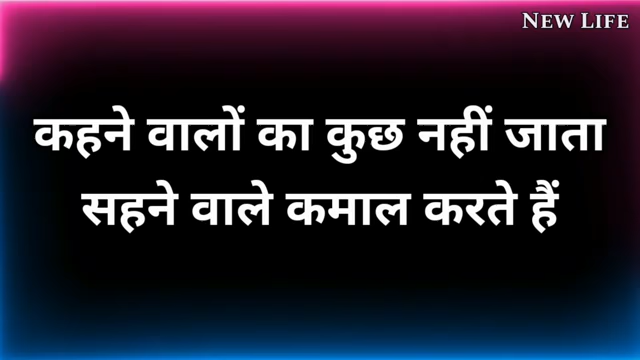 New Life
कहने वालों का कुछ नहीं जाता
सहने वाले कमाल करते हैं